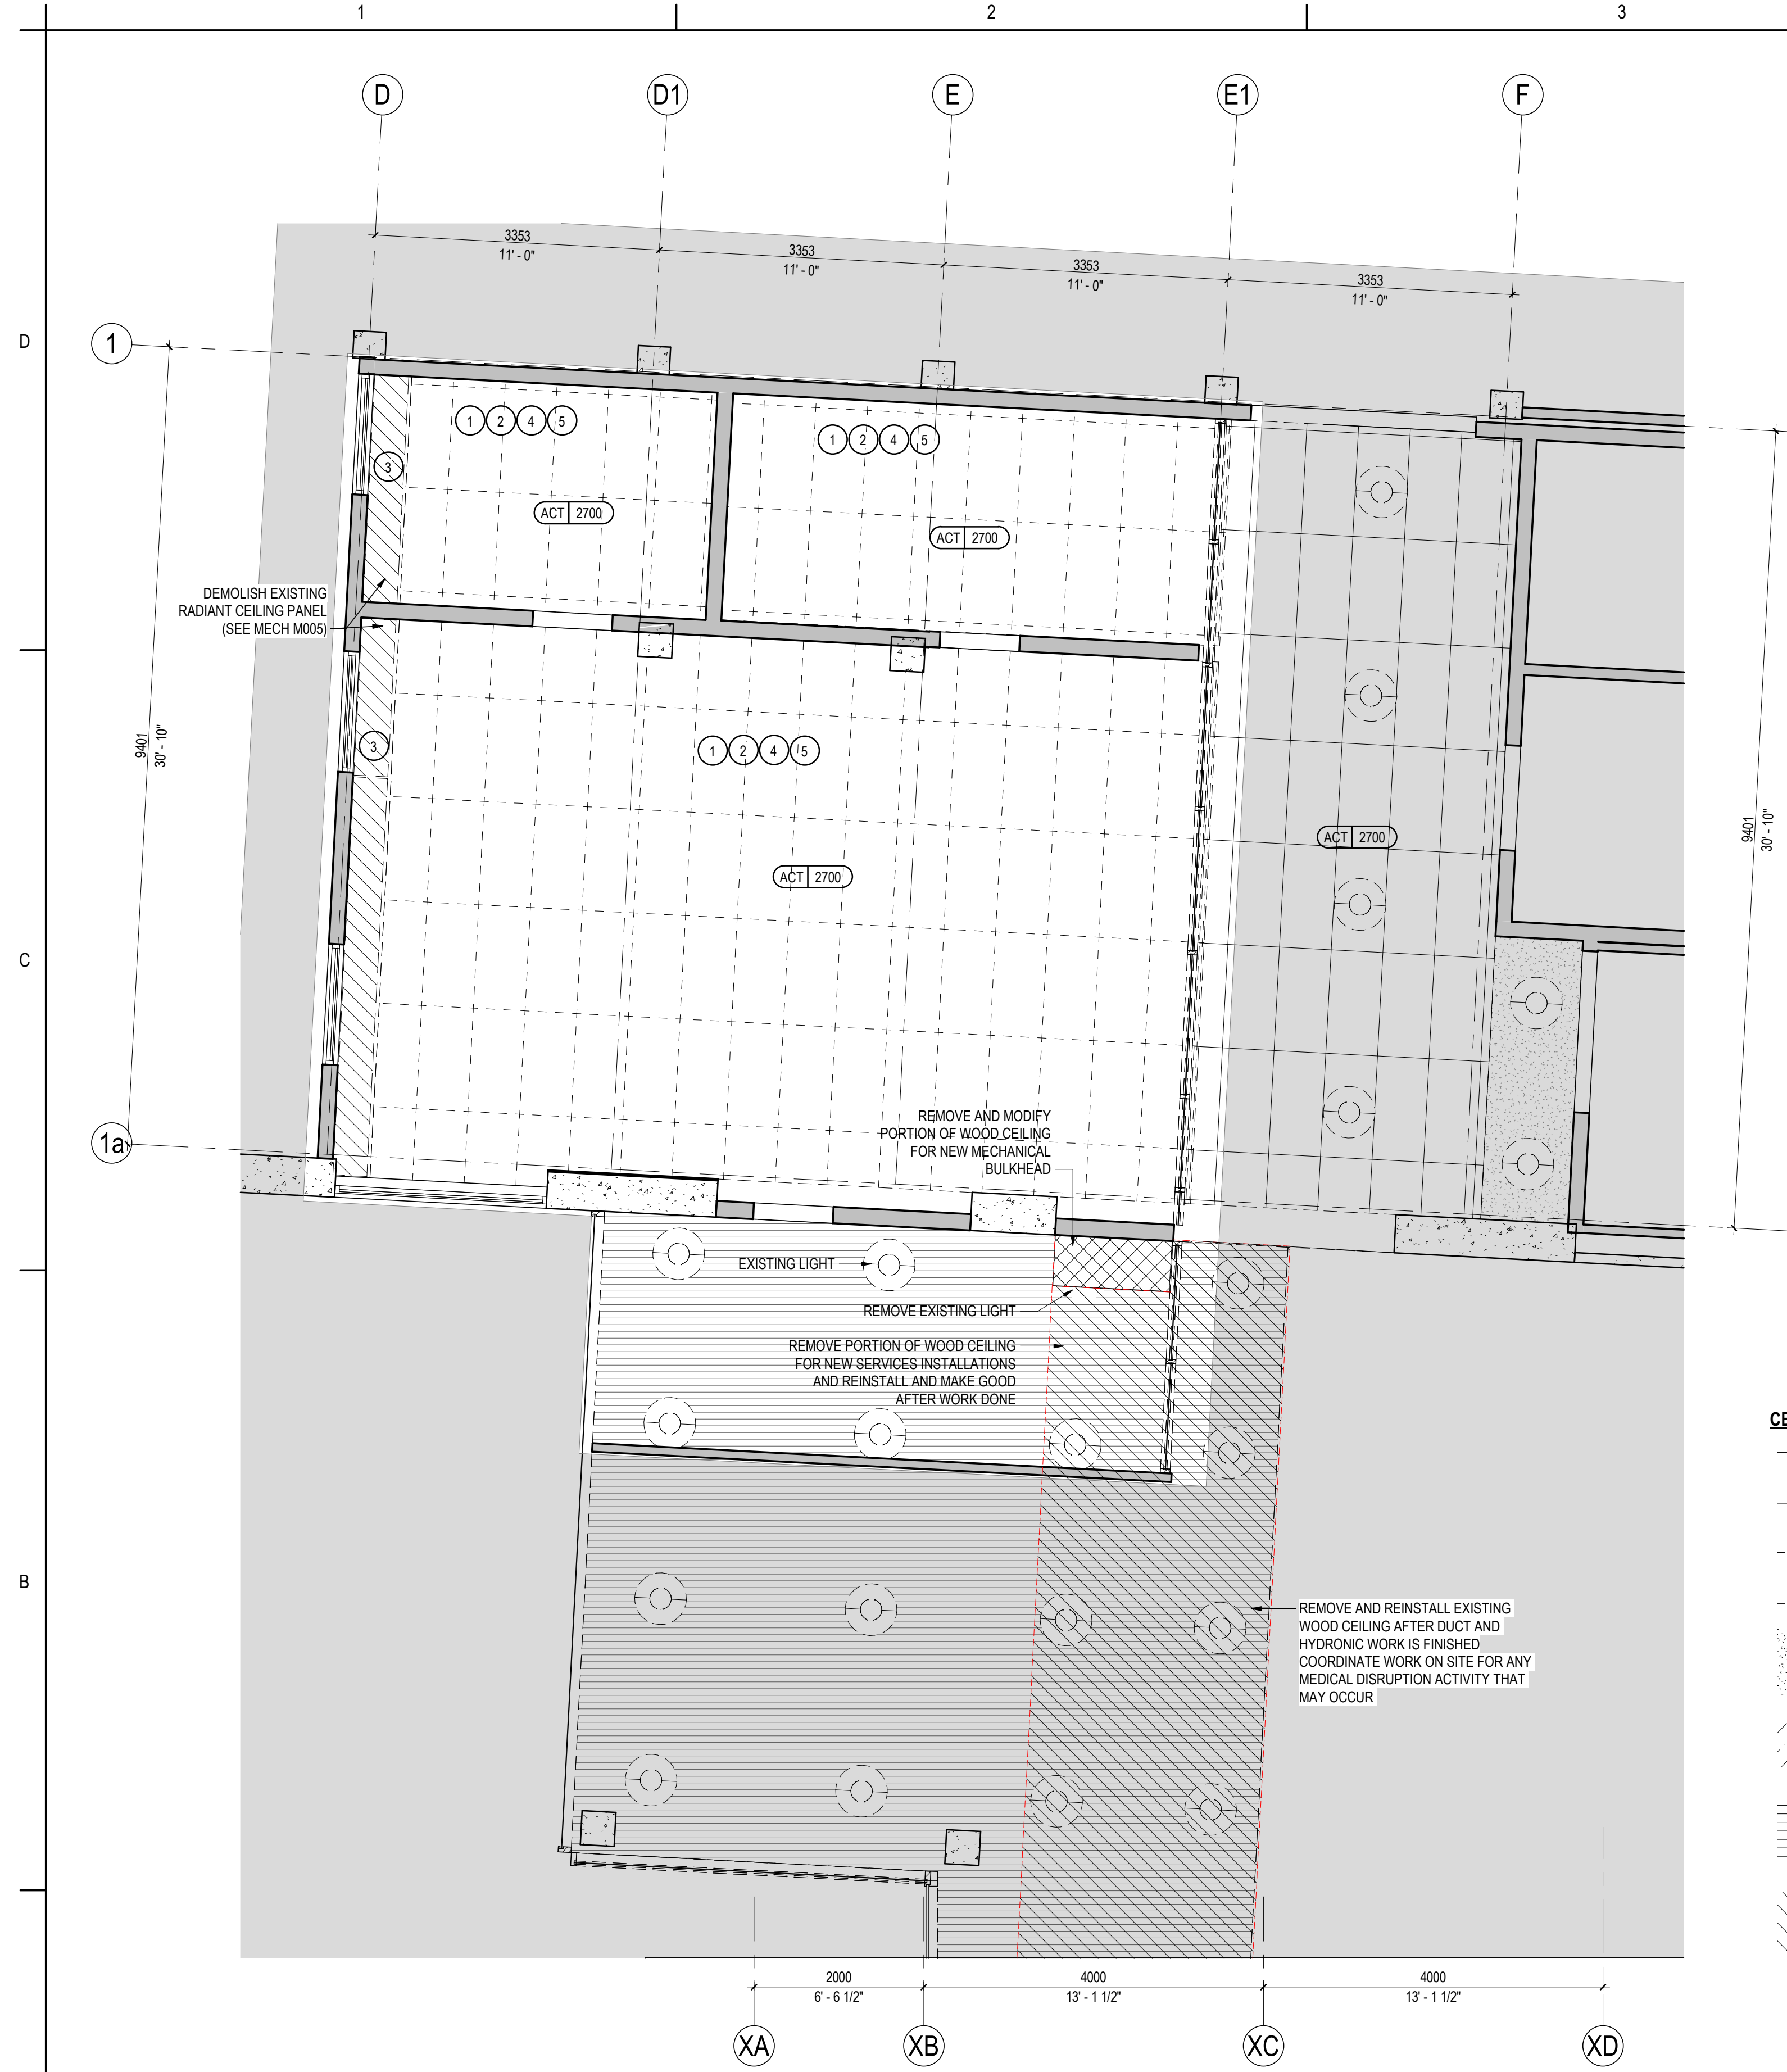 1 2 3
D D1 E E1 F
3353
11' - 0"
3353
11' - 0"
3353
11' - 0"
3353
11' - 0"
D
1
1 2 4 5
1 2 4 5
3
ACT 2700
ACT 2700
DEMOLISH EXISTING
RADIANT CEILING PANEL
(SEE MECH M005)
9401
30' - 10"
3
1 2 4 5
ACT 2700
9401
30' - 10"
ACT 2700
C
1a
REMOVE AND MODIFY
PORTION OF WOOD CEILING
FOR NEW MECHANICAL
BULKHEAD
EXISTING LIGHT
REMOVE EXISTING LIGHT
REMOVE PORTION OF WOOD CEILING
FOR NEW SERVICES INSTALLATIONS
AND REINSTALL AND MAKE GOOD
AFTER WORK DONE
CE
B
REMOVE AND REINSTALL EXISTING
WOOD CEILING AFTER DUCT AND
HYDRONIC WORK IS FINISHED
COORDINATE WORK ON SITE FOR ANY
MEDICAL DISRUPTION ACTIVITY THAT
MAY OCCUR
2000
6' - 6 1/2"
4000
13' - 1 1/2"
4000
13' - 1 1/2"
XA XB XC XD